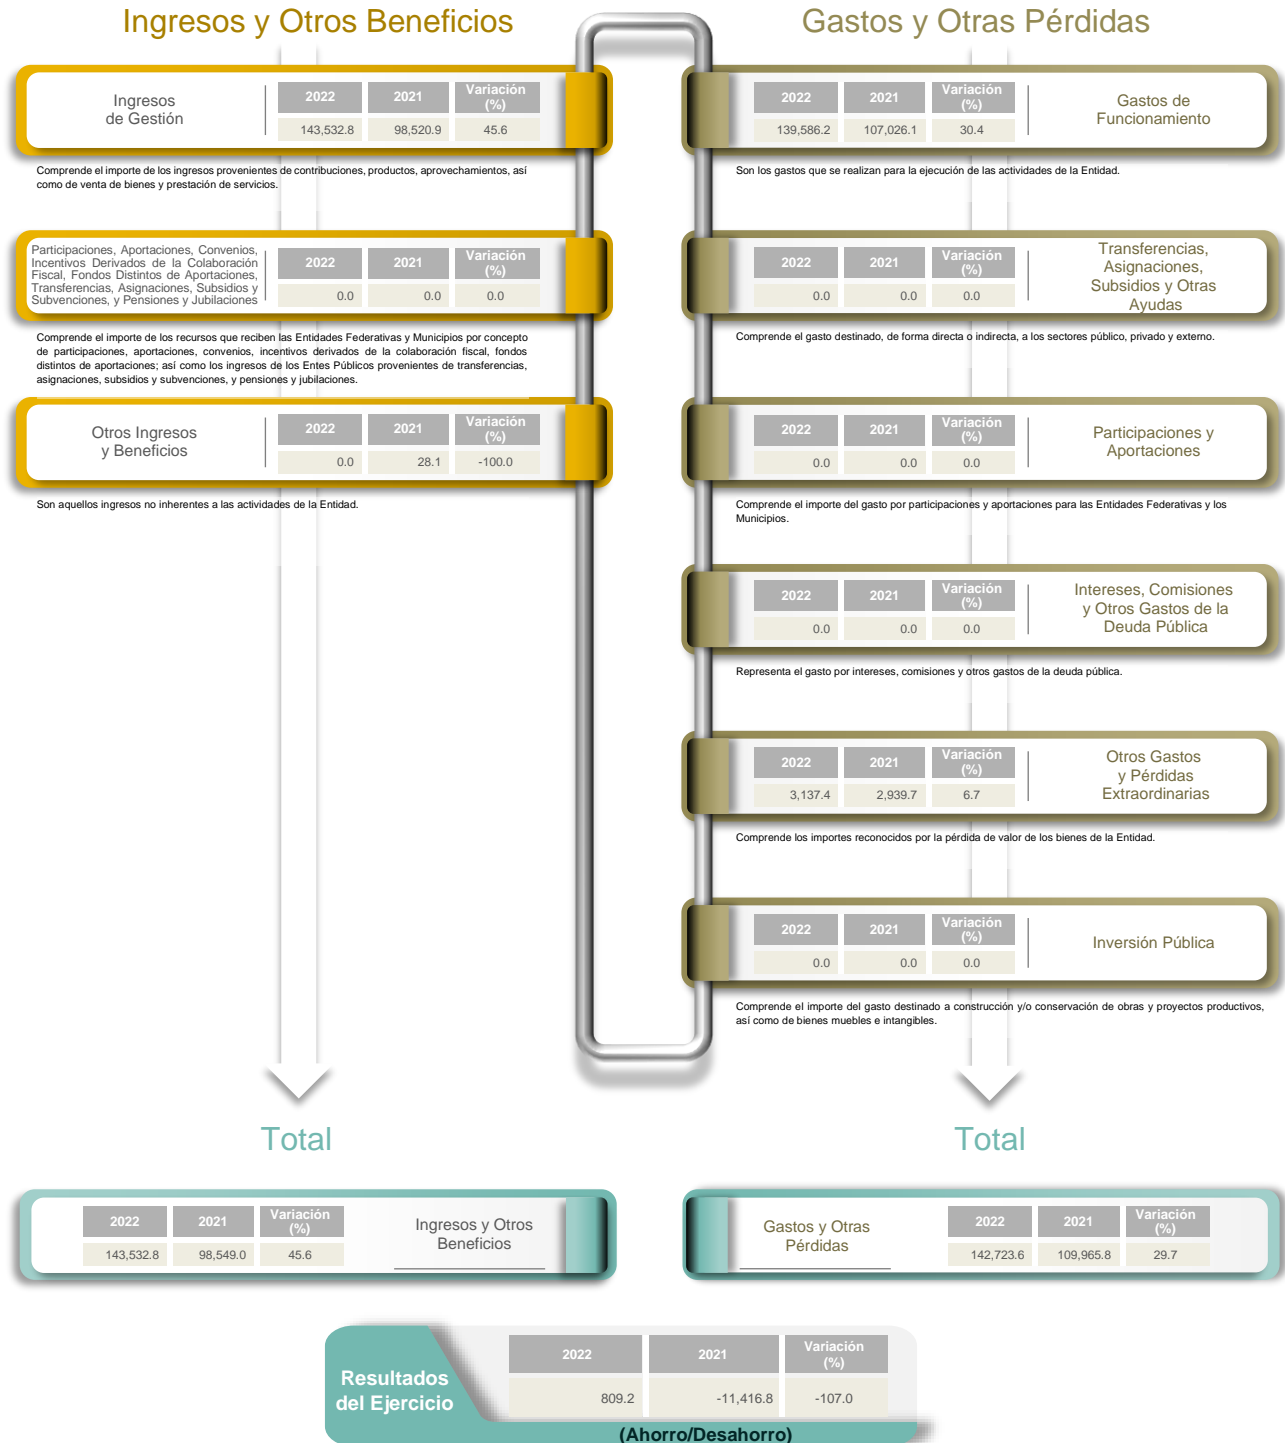 Ingresos y Otros Beneficios
Ingresos
de Gestión
2022 2021 Variación (%)
143,532.8 98,520.9 45.6
Comprende el importe de los ingresos provenientes de contribuciones, productos, aprovechamientos, así
como de venta de bienes y prestación de servicios.
Participaciones, Aportaciones, Convenios,
Incentivos Derivados de la Colaboración
Fiscal, Fondos Distintos de Aportaciones,
Transferencias, Asignaciones, Subsidios y
Subvenciones, y Pensiones y Jubilaciones
2022 2021 Variación (%)
0.0 0.0 0.0
Comprende el importe de los recursos que reciben las Entidades Federativas y Municipios por concepto
de participaciones, aportaciones, convenios, incentivos derivados de la colaboración fiscal, fondos
distintos de aportaciones; así como los ingresos de los Entes Públicos provenientes de transferencias,
asignaciones, subsidios y subvenciones, y pensiones y jubilaciones.
Otros Ingresos
y Beneficios
2022 2021 Variación (%)
0.0 28.1 -100.0
Son aquellos ingresos no inherentes a las actividades de la Entidad.
Gastos y Otras Pérdidas
2022 2021 Variación (%)
139,586.2 107,026.1 30.4
Gastos de
Funcionamiento
Son los gastos que se realizan para la ejecución de las actividades de la Entidad.
2022 2021 Variación (%)
0.0 0.0 0.0
Transferencias,
Asignaciones,
Subsidios y Otras
Ayudas
Comprende el gasto destinado, de forma directa o indirecta, a los sectores público, privado y externo.
2022 2021 Variación (%)
0.0 0.0 0.0
Participaciones y
Aportaciones
Comprende el importe del gasto por participaciones y aportaciones para las Entidades Federativas y los
Municipios.
2022 2021 Variación (%)
0.0 0.0 0.0
Intereses, Comisiones
y Otros Gastos de la
Deuda Pública
Representa el gasto por intereses, comisiones y otros gastos de la deuda pública.
2022 2021 Variación (%)
3,137.4 2,939.7 6.7
Otros Gastos
y Pérdidas
Extraordinarias
Comprende los importes reconocidos por la pérdida de valor de los bienes de la Entidad.
2022 2021 Variación (%)
0.0 0.0 0.0
Inversión Pública
Comprende el importe del gasto destinado a construcción y/o conservación de obras y proyectos productivos,
así como de bienes muebles e intangibles.
Total
2022 2021 Variación (%)
143,532.8 98,549.0 45.6
Ingresos y Otros
Beneficios
Total
Gastos y Otras
Pérdidas
2022 2021 Variación (%)
142,723.6 109,965.8 29.7
Resultados
del Ejercicio
2022 2021 Variación (%)
809.2 -11,416.8 -107.0
(Ahorro/Desahorro)